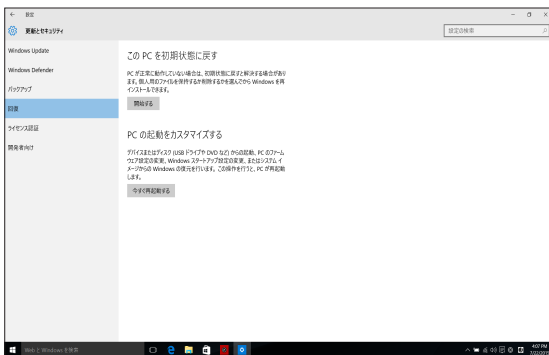 設定
更新とセキュリティ
設定の検索
Windows Update
Windows Defender
バックアップ
回復
ライセンス認証
開発者向け
この PC を初期状態に戻す
PC が正常に動作していない場合は、初期状態に戻すと解決する場合があり
ます。個人用のファイルを保持するか削除するかを選んでから Windows を再
インストールできます。
開始する
PC の起動をカスタマイズする
デバイスまたはディスク (USB ドライブや DVD など) からの起動、PC のファーム
ウェア設定の変更、Windows スタートアップ設定の変更、またはシステム イ
メージからの Windows の復元を行います。この操作を行うと、PC が再起動
します。
今すぐ再起動する
Web と Windows を検索
4:07 PM